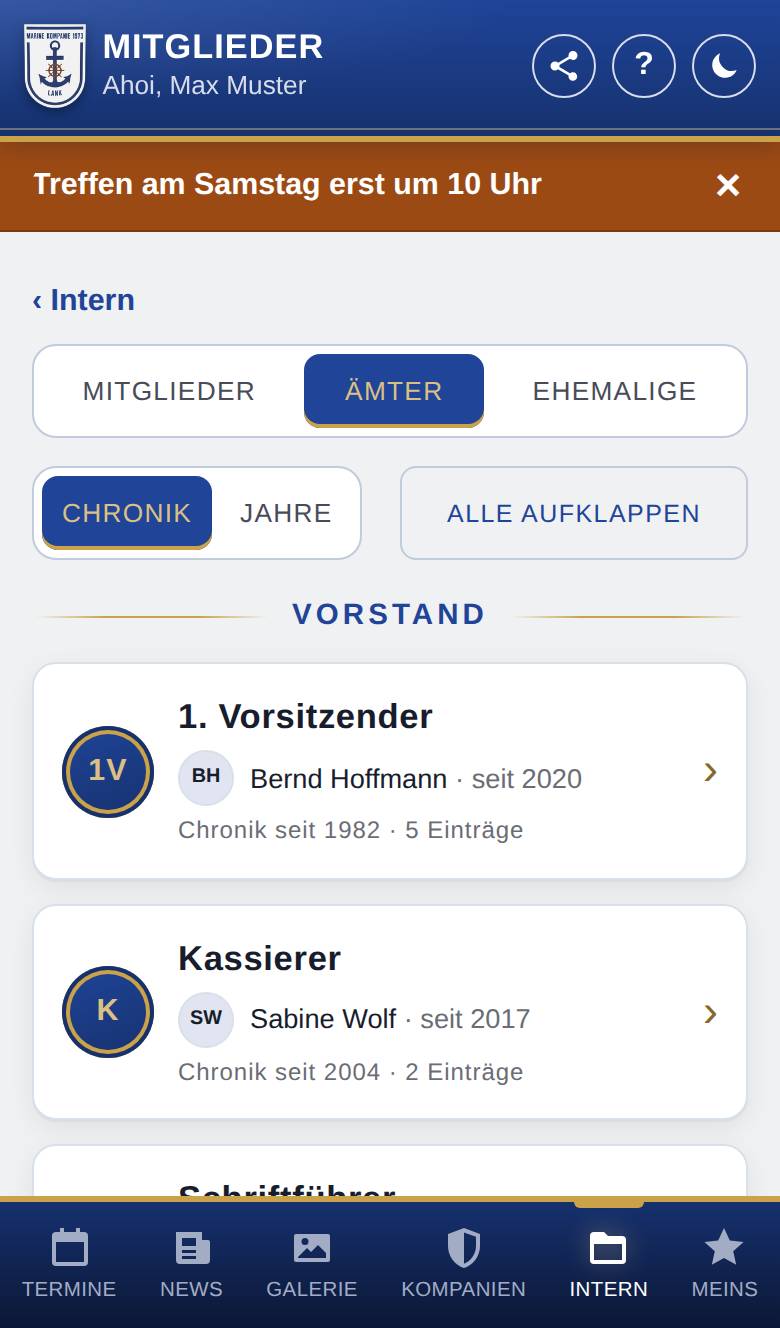 MARINE KOMPANIE 1973
LANK
MITGLIEDER
Ahoi, Max Muster
?
Treffen am Samstag erst um 10 Uhr
×
‹ Intern
MITGLIEDER
ÄMTER
EHEMALIGE
CHRONIK
JAHRE
ALLE AUFKLAPPEN
VORSTAND
1V
1. Vorsitzender
BH
Bernd Hoffmann · seit 2020
Chronik seit 1982 · 5 Einträge
›
K
Kassierer
SW
Sabine Wolf · seit 2017
Chronik seit 2004 · 2 Einträge
›
Schriftführer
TERMINE
NEWS
GALERIE
KOMPANIEN
INTERN
MEINS